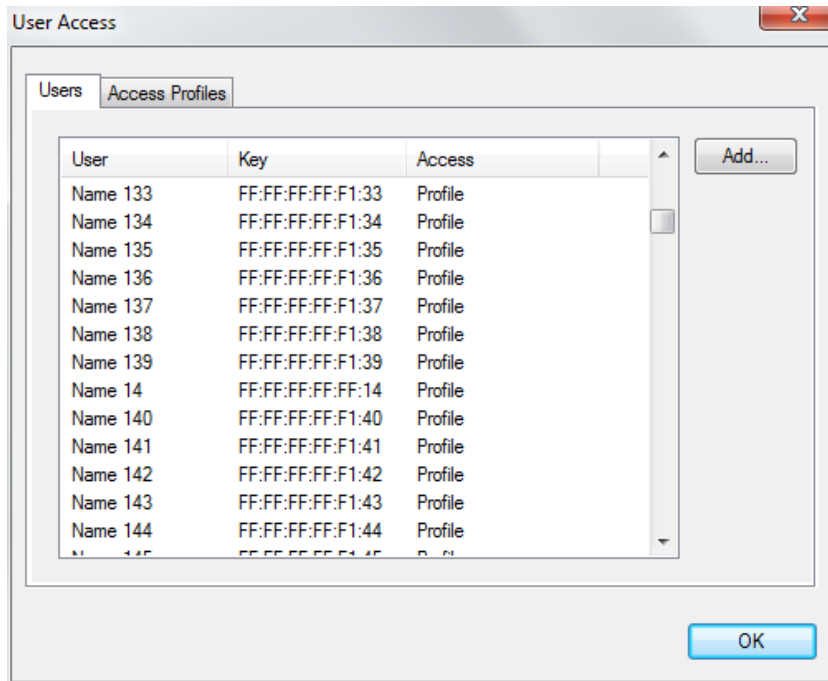 User Access
Users Access Profiles
User Key Access
Add...
Name 133 FF:FF:FF:FF:F1:33 Profile
Name 134 FF:FF:FF:FF:F1:34 Profile
Name 135 FF:FF:FF:FF:F1:35 Profile
Name 136 FF:FF:FF:FF:F1:36 Profile
Name 137 FF:FF:FF:FF:F1:37 Profile
Name 138 FF:FF:FF:FF:F1:38 Profile
Name 139 FF:FF:FF:FF:F1:39 Profile
Name 14 FF:FF:FF:FF:FF:14 Profile
Name 140 FF:FF:FF:FF:F1:40 Profile
Name 141 FF:FF:FF:FF:F1:41 Profile
Name 142 FF:FF:FF:FF:F1:42 Profile
Name 143 FF:FF:FF:FF:F1:43 Profile
Name 144 FF:FF:FF:FF:F1:44 Profile
OK